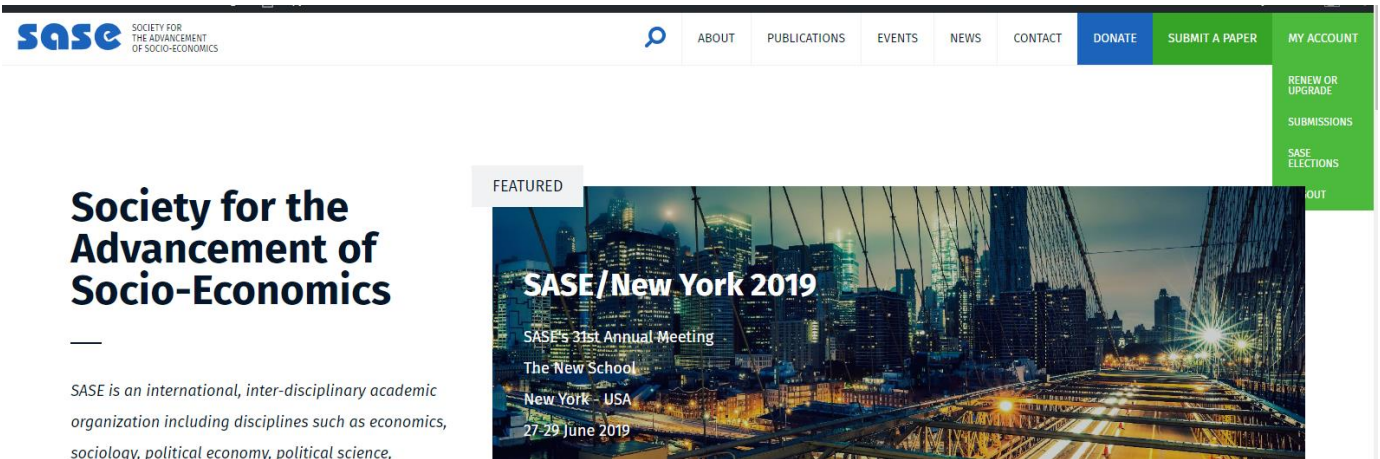 sase
SOCIETY FOR
THE ADVANCEMENT
OF SOCIO-ECONOMICS
ABOUT
PUBLICATIONS
EVENTS
NEWS
CONTACT
DONATE
SUBMIT A PAPER
MY ACCOUNT
RENEW OR
UPGRADE
SUBMISSIONS
SASE
ELECTIONS
FEATURED
Society for the
Advancement of
Socio-Economics
SASE/New York 2019
SASE's 31st Annual Meeting
The New School
New York - USA
27-29 June 2019
SASE is an international, inter-disciplinary academic
organization including disciplines such as economics,
sociology, political economy, political science,